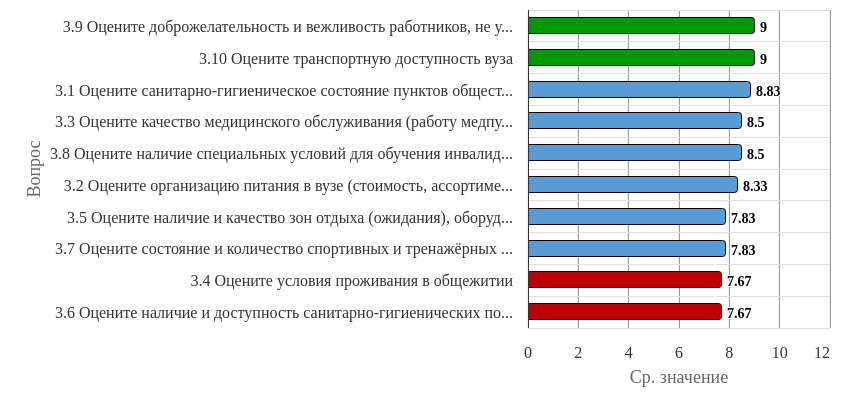 3.9 Оцените доброжелательность и вежливость работников, не у... 9
3.10 Оцените транспортную доступность вуза 9
3.1 Оцените санитарно-гигиеническое состояние пунктов общест... 8.83
3.3 Оцените качество медицинского обслуживания (работу медпу... 8.5
3.8 Оцените наличие специальных условий для обучения инвалид... 8.5
3.2 Оцените организацию питания в вузе (стоимость, ассортиме... 8.33
3.5 Оцените наличие и качество зон отдыха (ожидания), оборуд... 7.83
3.7 Оцените состояние и количество спортивных и тренажёрных ... 7.83
3.4 Оцените условия проживания в общежитии 7.67
3.6 Оцените наличие и доступность санитарно-гигиенических по... 7.67
Вопрос
0 2 4 6 8 10 12
Ср. значение